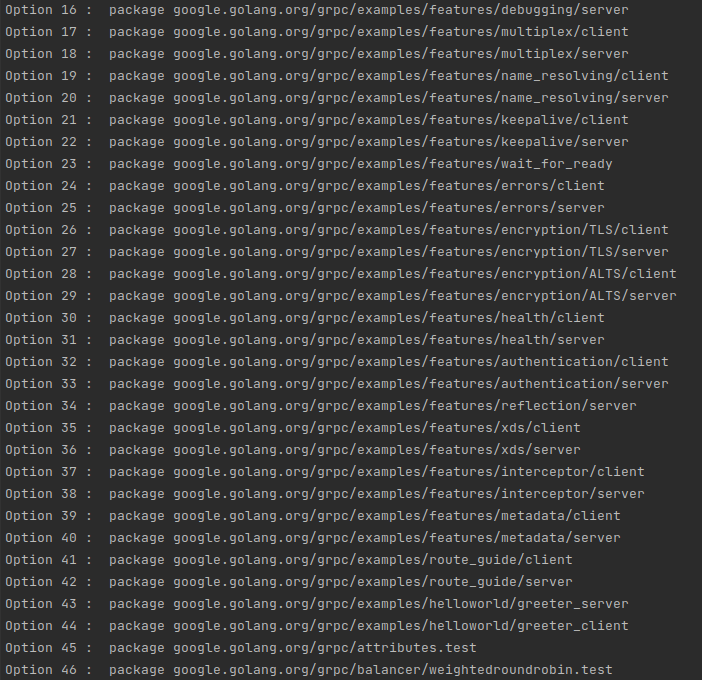 Option 16 :  package google.golang.org/grpc/examples/features/debugging/server
Option 17 :  package google.golang.org/grpc/examples/features/multiplex/client
Option 18 :  package google.golang.org/grpc/examples/features/multiplex/server
Option 19 :  package google.golang.org/grpc/examples/features/name_resolving/client
Option 20 :  package google.golang.org/grpc/examples/features/name_resolving/server
Option 21 :  package google.golang.org/grpc/examples/features/keepalive/client
Option 22 :  package google.golang.org/grpc/examples/features/keepalive/server
Option 23 :  package google.golang.org/grpc/examples/features/wait_for_ready
Option 24 :  package google.golang.org/grpc/examples/features/errors/client
Option 25 :  package google.golang.org/grpc/examples/features/errors/server
Option 26 :  package google.golang.org/grpc/examples/features/encryption/TLS/client
Option 27 :  package google.golang.org/grpc/examples/features/encryption/TLS/server
Option 28 :  package google.golang.org/grpc/examples/features/encryption/ALTS/client
Option 29 :  package google.golang.org/grpc/examples/features/encryption/ALTS/server
Option 30 :  package google.golang.org/grpc/examples/features/health/client
Option 31 :  package google.golang.org/grpc/examples/features/health/server
Option 32 :  package google.golang.org/grpc/examples/features/authentication/client
Option 33 :  package google.golang.org/grpc/examples/features/authentication/server
Option 34 :  package google.golang.org/grpc/examples/features/reflection/server
Option 35 :  package google.golang.org/grpc/examples/features/xds/client
Option 36 :  package google.golang.org/grpc/examples/features/xds/server
Option 37 :  package google.golang.org/grpc/examples/features/interceptor/client
Option 38 :  package google.golang.org/grpc/examples/features/interceptor/server
Option 39 :  package google.golang.org/grpc/examples/features/metadata/client
Option 40 :  package google.golang.org/grpc/examples/features/metadata/server
Option 41 :  package google.golang.org/grpc/examples/route_guide/client
Option 42 :  package google.golang.org/grpc/examples/route_guide/server
Option 43 :  package google.golang.org/grpc/examples/helloworld/greeter_server
Option 44 :  package google.golang.org/grpc/examples/helloworld/greeter_client
Option 45 :  package google.golang.org/grpc/attributes.test
Option 46 :  package google.golang.org/grpc/balancer/weightedroundrobin.test